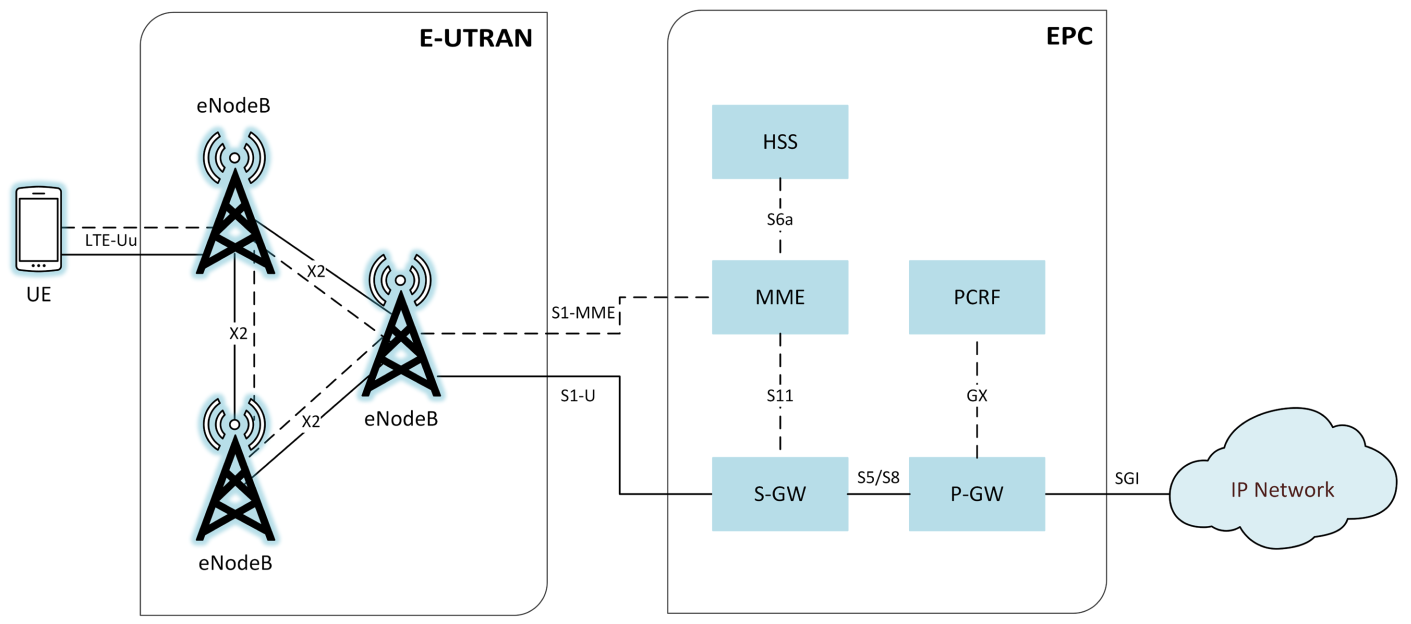 E-UTRAN
EPC
eNodeB
HSS
S6a
LTE-Uu
X2
UE
MME
PCRF
S1-MME
X2
S1-U
S11
GX
eNodeB
X2
S-GW
S5/S8
P-GW
SGI
IP Network
eNodeB